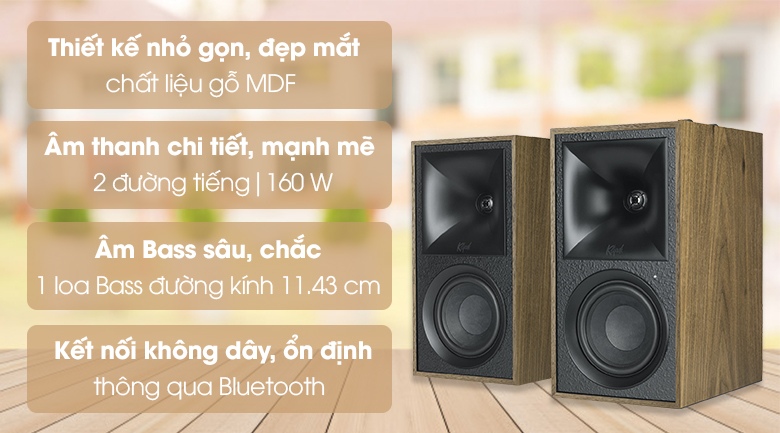 Thiết kế nhỏ gọn, đẹp mắt
chất liệu gỗ MDF
Âm thanh chi tiết, mạnh mẽ
2 đường tiếng | 160 W
Âm Bass sâu, chắc
1 loa Bass đường kính 11.43 cm
Kết nối không dây, ổn định
thông qua Bluetooth